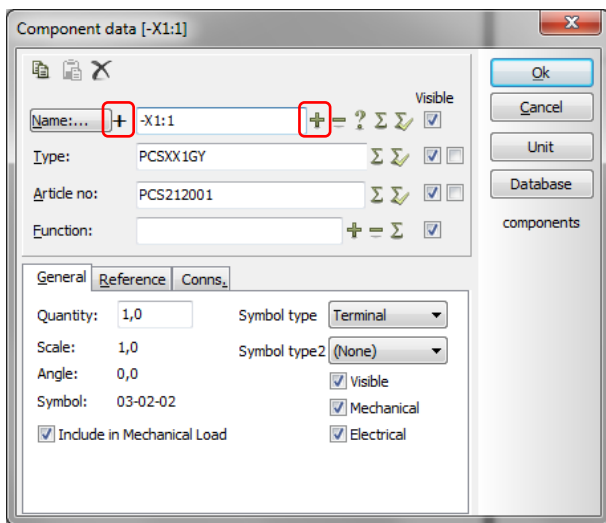 Component data [-X1:1]
Visible
Name:... -X1:1
Type: PCSXX1GY
Article no: PCS212001
Function:
Ok
Cancel
Unit
Database
components
General Reference Conns.
Quantity: 1,0 Symbol type Terminal
Scale: 1,0 Symbol type2 (None)
Angle: 0,0 Visible
Symbol: 03-02-02 Mechanical
Include in Mechanical Load Electrical